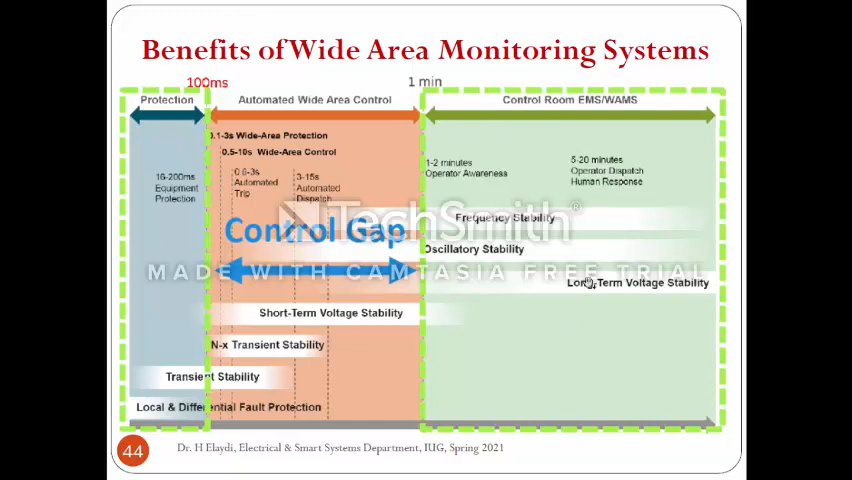 Benefits of Wide Area Monitoring Systems
100ms
1 min
Protection
Automated Wide Area Control
Control Room EMS/WAMS
0.1-3s Wide-Area Protection
0.5-10s Wide-Area Control
16-200ms
Equipment
Protection
Automated
Trip
3-15s
Automated
Dispatch
1-2 minutes
Operator Awareness
5-20 minutes
Operator Dispatch
Human Response
TechSmith®
Frequency Stability
Control Gap
Oscillatory Stability
MADE WITH CAMTASIA FREE TRIAL
Long-Term Voltage Stability
Short-Term Voltage Stability
N-x Transient Stability
Transient Stability
Local & Differential Fault Protection
44
Dr. H Elaydi, Electrical & Smart Systems Department, IUG, Spring 2021